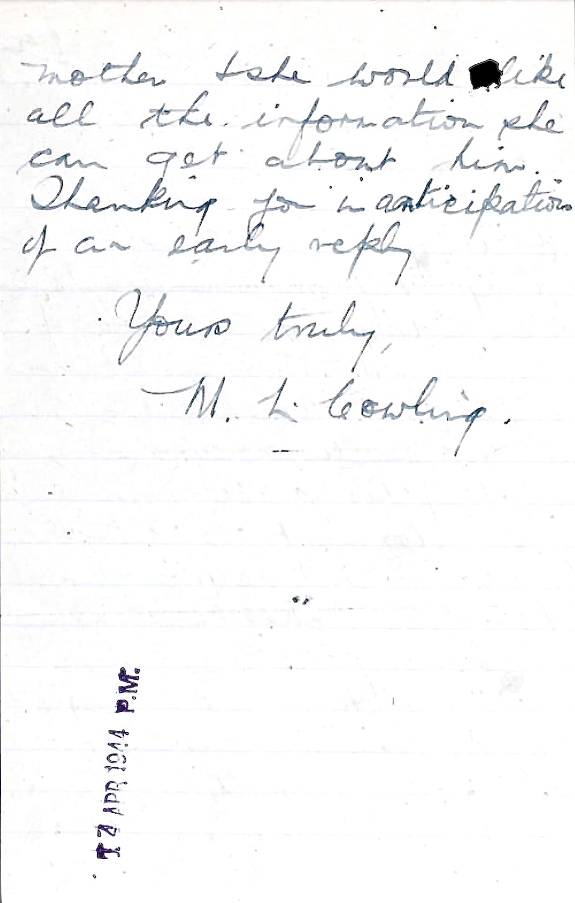 mother & she would like
all the information she
can get about him.
Thanking you in anticipation
of an early reply
Yours truly,
M. L. Cowling.
APR 1944 P.M.